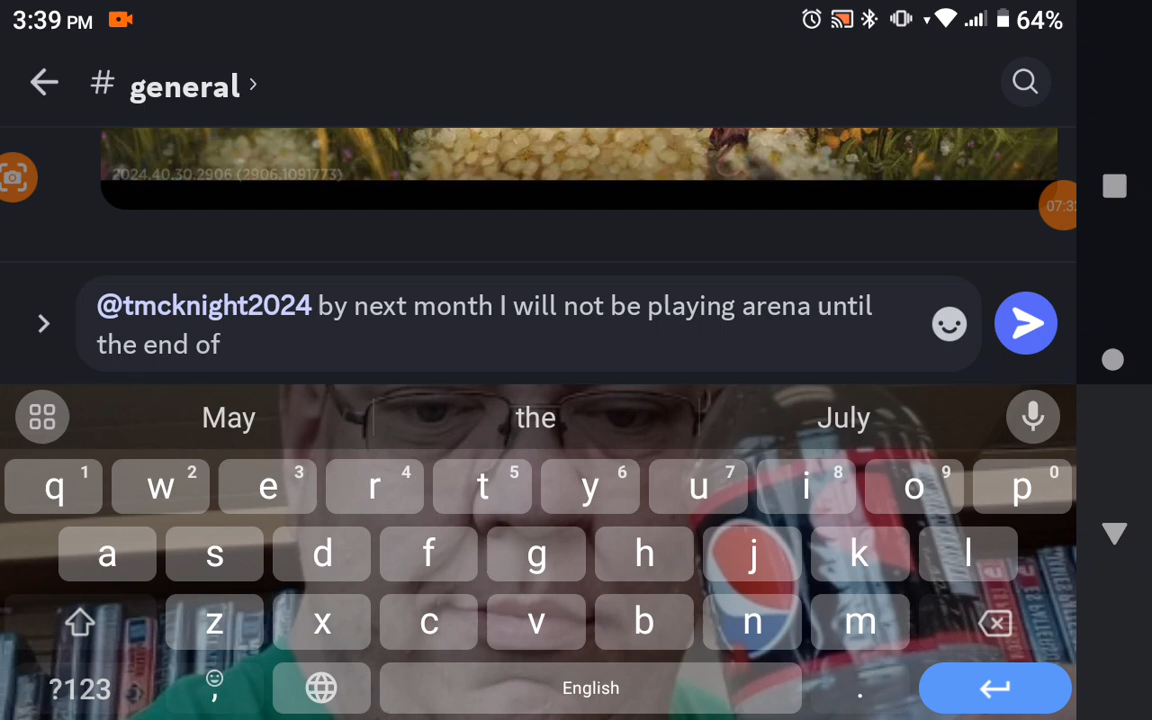 3:39 PM
64%
# general ›
2024.40.30.2906 (2906.1091773)
07:3
@tmcknight2024 by next month I will not be playing arena until
the end of
May the July
q 1 w 2 e 3 r 4 t 5 y 6 u 7 i 8 o 9 p 0
a s d f g h j k l
z x c v b n m
?123 , English .